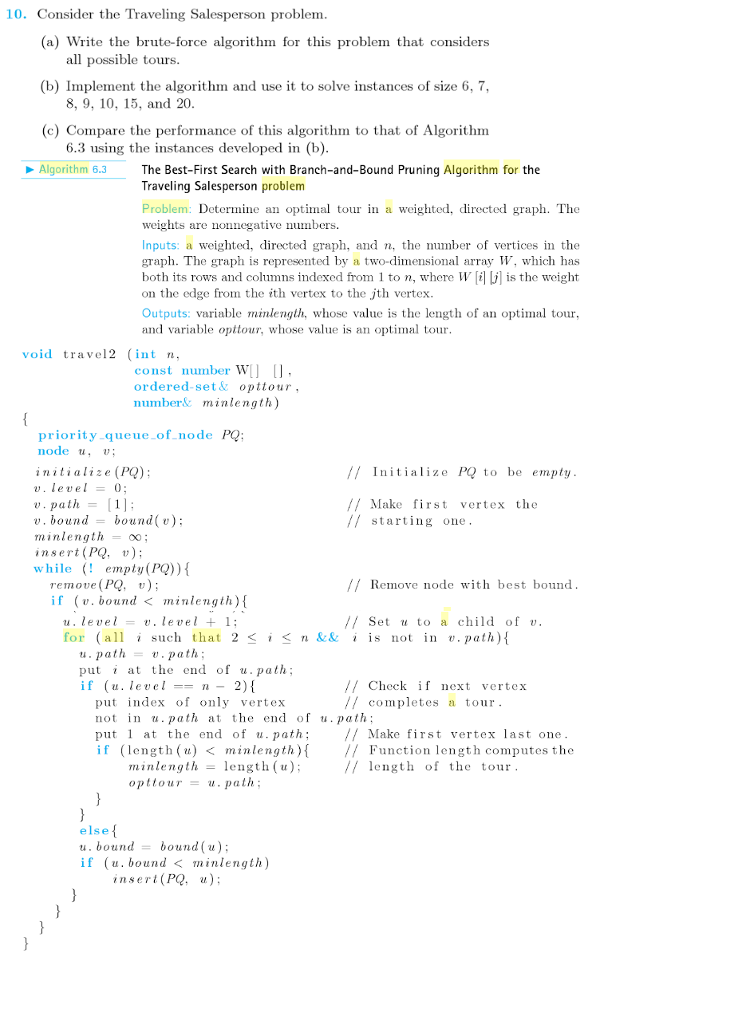 10. Consider the Traveling Salesperson problem.
(a) Write the brute-force algorithm for this problem that considers
all possible tours.
(b) Implement the algorithm and use it to solve instances of size 6, 7,
8, 9, 10, 15, and 20.
(c) Compare the performance of this algorithm to that of Algorithm
6.3 using the instances developed in (b).
▶ Algorithm 6.3 The Best-First Search with Branch-and-Bound Pruning Algorithm for the
Traveling Salesperson problem
Problem: Determine an optimal tour in a weighted, directed graph. The
weights are nonnegative numbers.
Inputs: a weighted, directed graph, and n, the number of vertices in the
graph. The graph is represented by a two-dimensional array W, which has
both its rows and columns indexed from 1 to n, where W [i] [j] is the weight
on the edge from the ith vertex to the jth vertex.
Outputs: variable minlength, whose value is the length of an optimal tour,
and variable opttour, whose value is an optimal tour.
void travel2 (int n,
const number W[] [],
ordered-set& opttour,
number& minlength)
{
priority_queue_of_node PQ;
node u, v;
initialize(PQ); // Initialize PQ to be empty.
v.level = 0;
v.path = [1]; // Make first vertex the
v.bound = bound(v); // starting one.
minlength = ∞;
insert(PQ, v);
while (! empty(PQ)){
remove(PQ, v); // Remove node with best bound.
if (v.bound < minlength){
u.level = v.level + 1; // Set u to a child of v.
for (all i such that 2 ≤ i ≤ n && i is not in v.path){
u.path = v.path;
put i at the end of u.path;
if (u.level == n − 2){ // Check if next vertex
put index of only vertex // completes a tour.
not in u.path at the end of u.path;
put 1 at the end of u.path; // Make first vertex last one.
if (length(u) < minlength){ // Function length computes the
minlength = length(u); // length of the tour.
opttour = u.path;
}
}
else{
u.bound = bound(u);
if (u.bound < minlength)
insert(PQ, u);
}
}
}
}